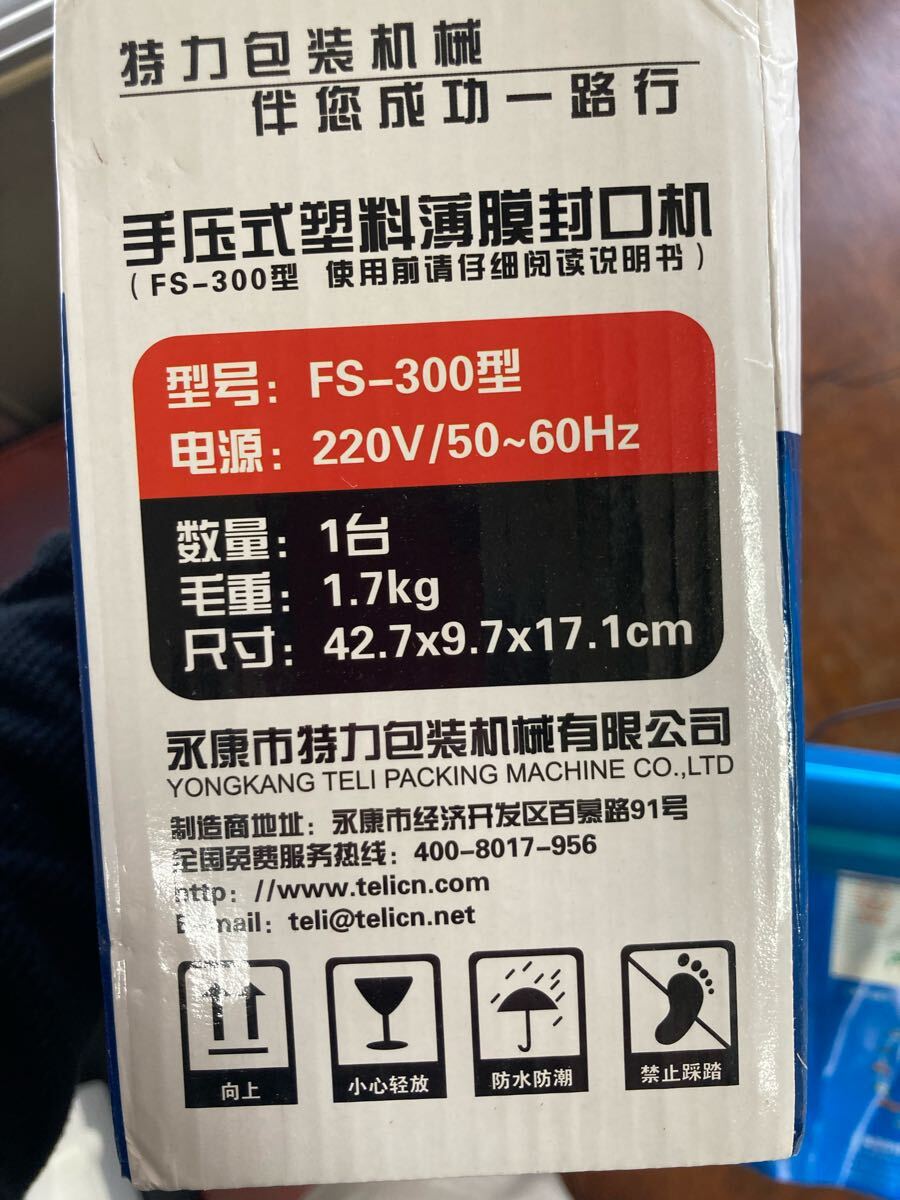 特力包装机械
伴您成功一路行
手压式塑料薄膜封口机
(FS-300型 使用前请仔细阅读说明书)
型号: FS-300型
电源: 220V/50~60Hz
数量: 1台
毛重: 1.7kg
尺寸: 42.7x9.7x17.1cm
永康市特力包装机械有限公司
YONGKANG TELI PACKING MACHINE CO.,LTD
制造商地址: 永康市经济开发区百慕路91号
全国免费服务热线: 400-8017-956
http: //www.telicn.com
E-mail: teli@telicn.net
向上
小心轻放
防水防潮
禁止踩踏